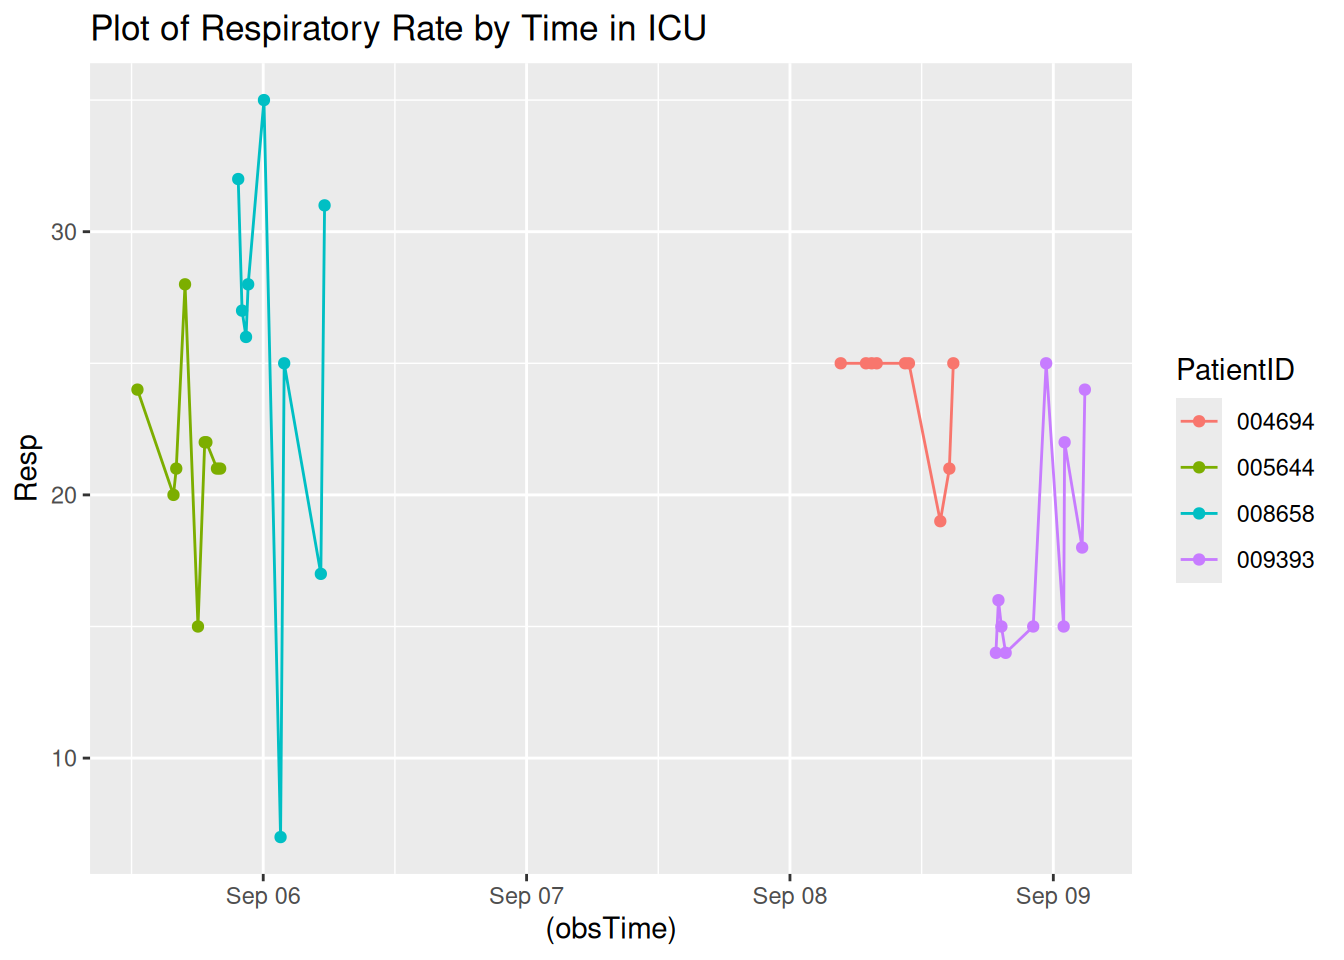 Plot of Respiratory Rate by Time in ICU
Resp
30
20
10
Sep 06
Sep 07
Sep 08
Sep 09
(obsTime)
PatientID
004694
005644
008658
009393